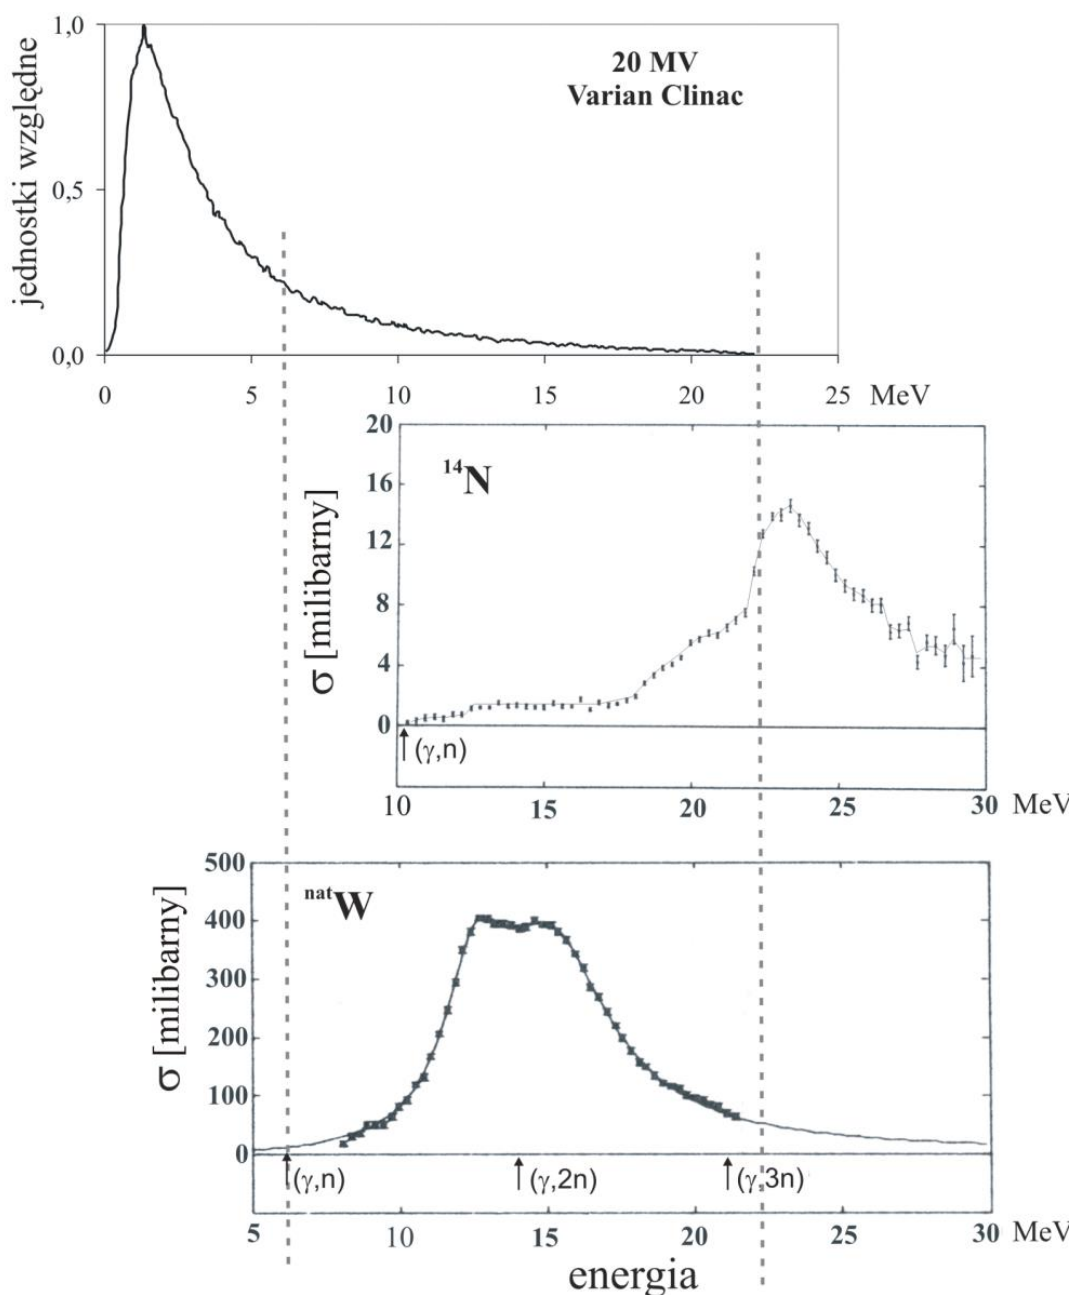 jednostki względne
1,0
0,5
0,0
20 MV
Varian Clinac
0 5 10 15 20 25 MeV
σ [milibarny]
20
16
12
8
4
0
¹⁴N
(γ,n)
10 15 20 25 30 MeV
σ [milibarny]
500
400
300
200
100
0
ⁿᵃᵗW
(γ,n) (γ,2n) (γ,3n)
5 10 15 20 25 30 MeV
energia